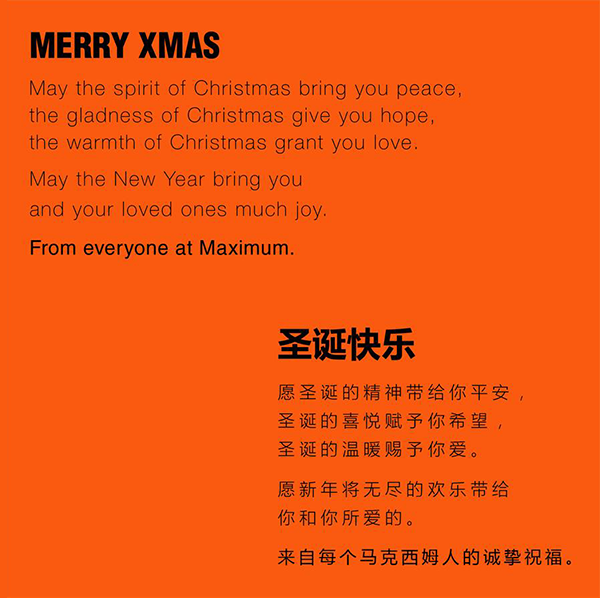 MERRY XMAS
May the spirit of Christmas bring you peace,
the gladness of Christmas give you hope,
the warmth of Christmas grant you love.
May the New Year bring you
and your loved ones much joy.
From everyone at Maximum.
圣诞快乐
愿圣诞的精神带给你平安，
圣诞的喜悦赋予你希望，
圣诞的温暖赐予你爱。
愿新年将无尽的欢乐带给
你和你所爱的。
来自每个马克西姆人的诚挚祝福。